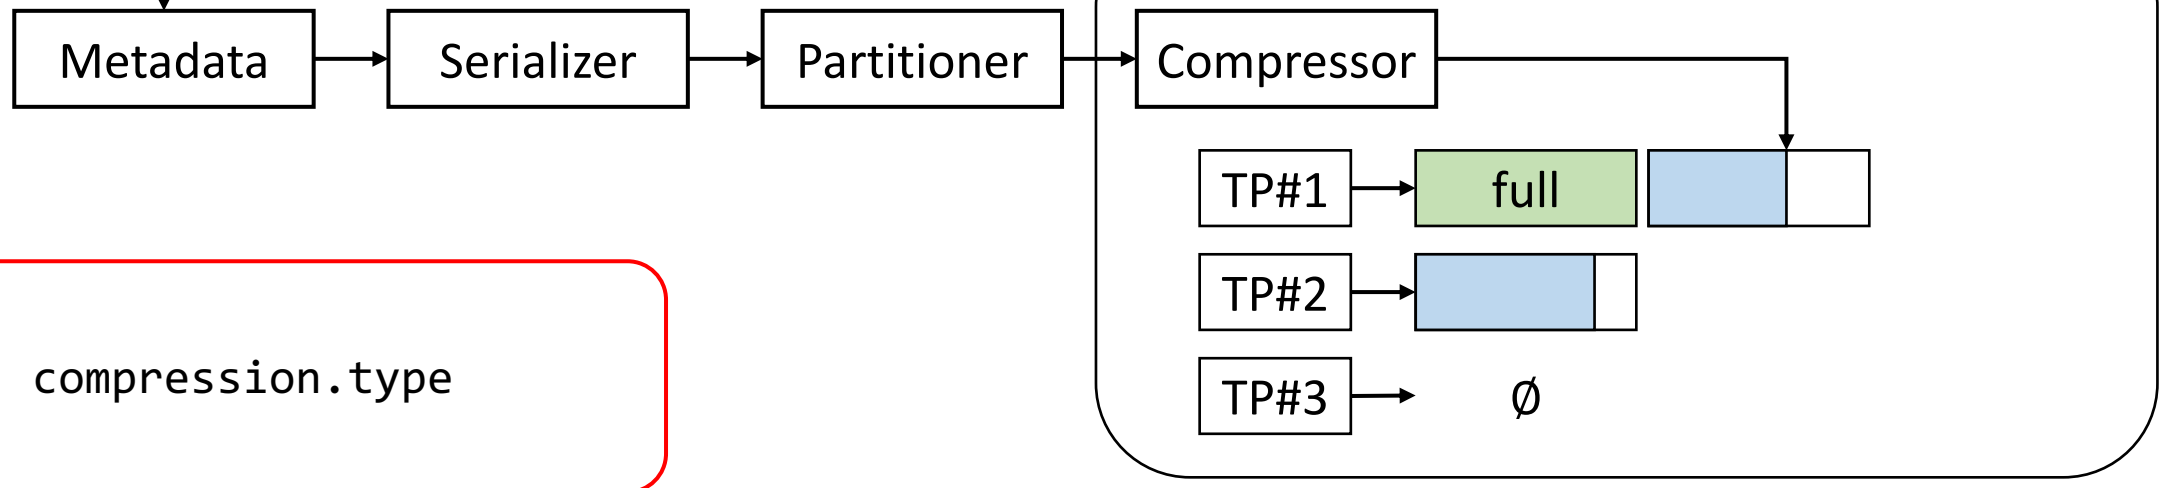 Metadata
Serializer
Partitioner
Compressor
TP#1
full
TP#2
compression.type
TP#3
Ø